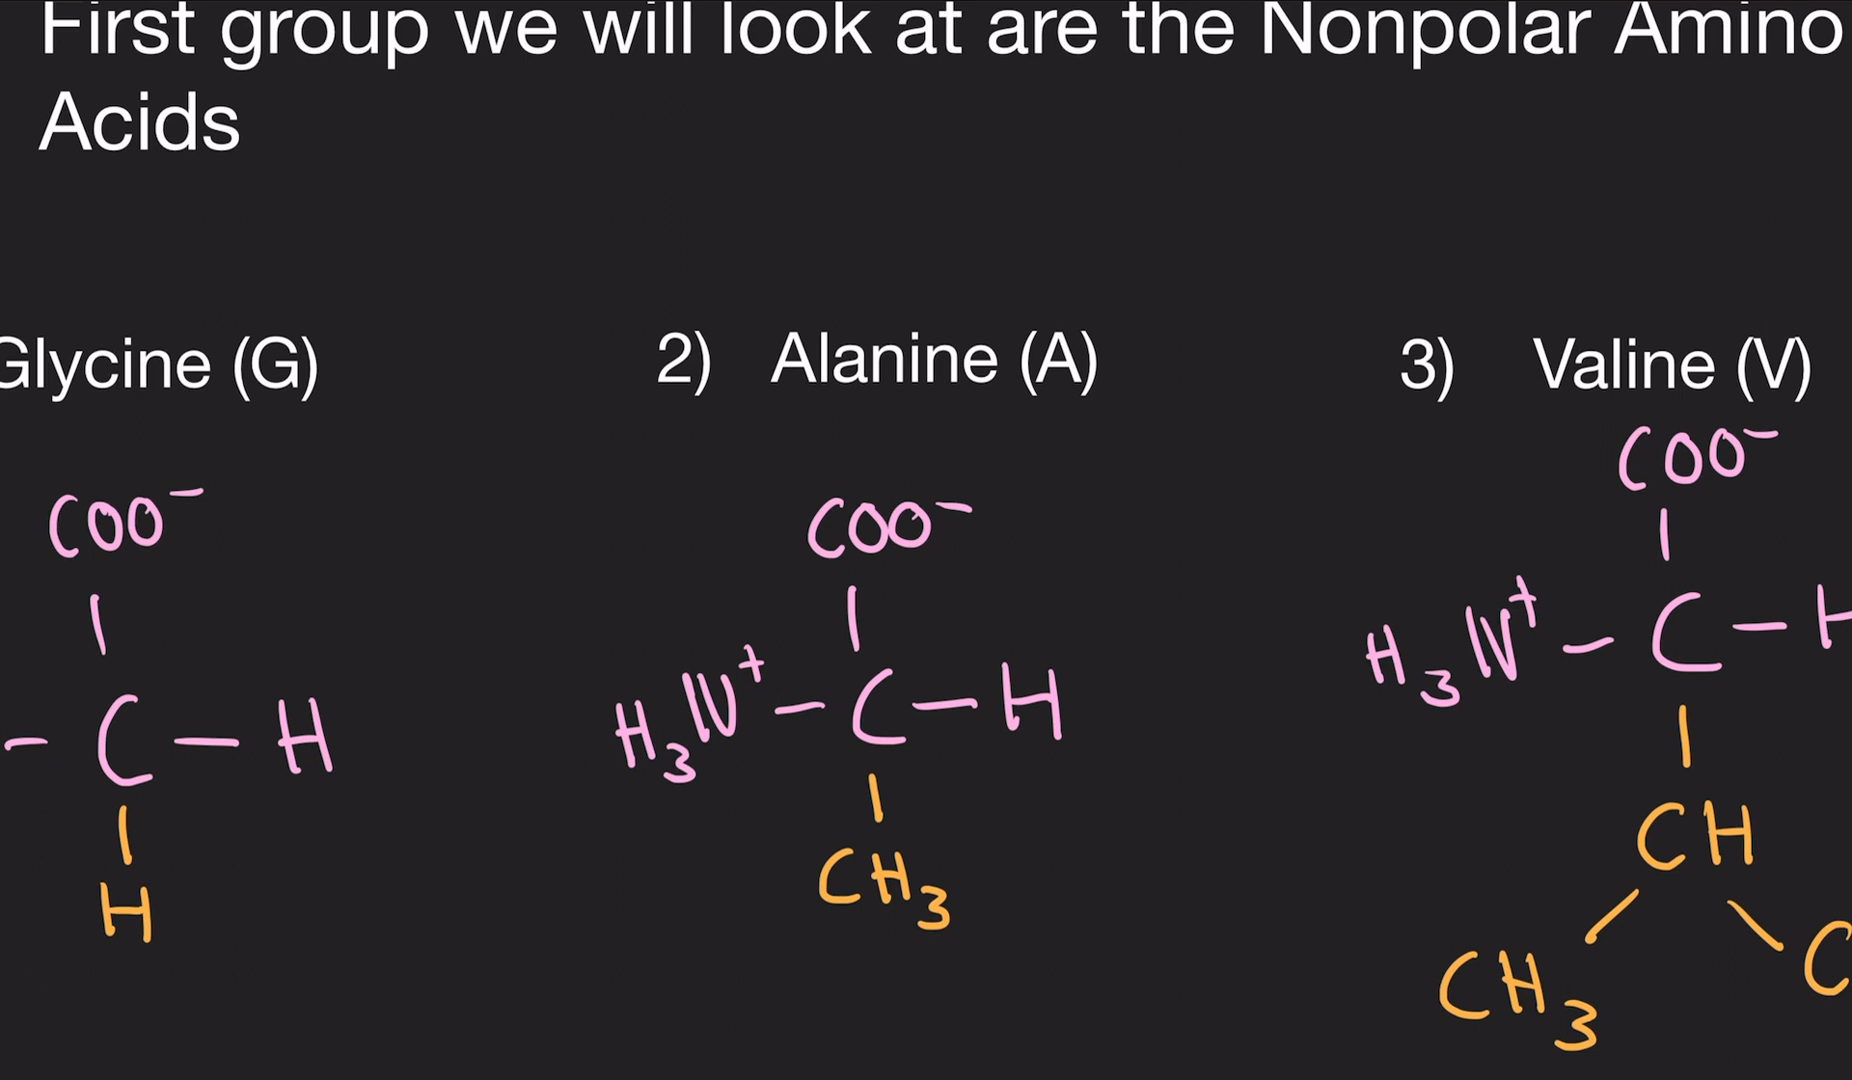 First group we will look at are the Nonpolar Amino
Acids
Glycine (G)
2) Alanine (A)
3) Valine (V)
COO⁻
COO⁻
COO⁻
– C – H
H₃N⁺ – C – H
H₃N⁺ – C – H
H
CH₃
CH
CH₃
C